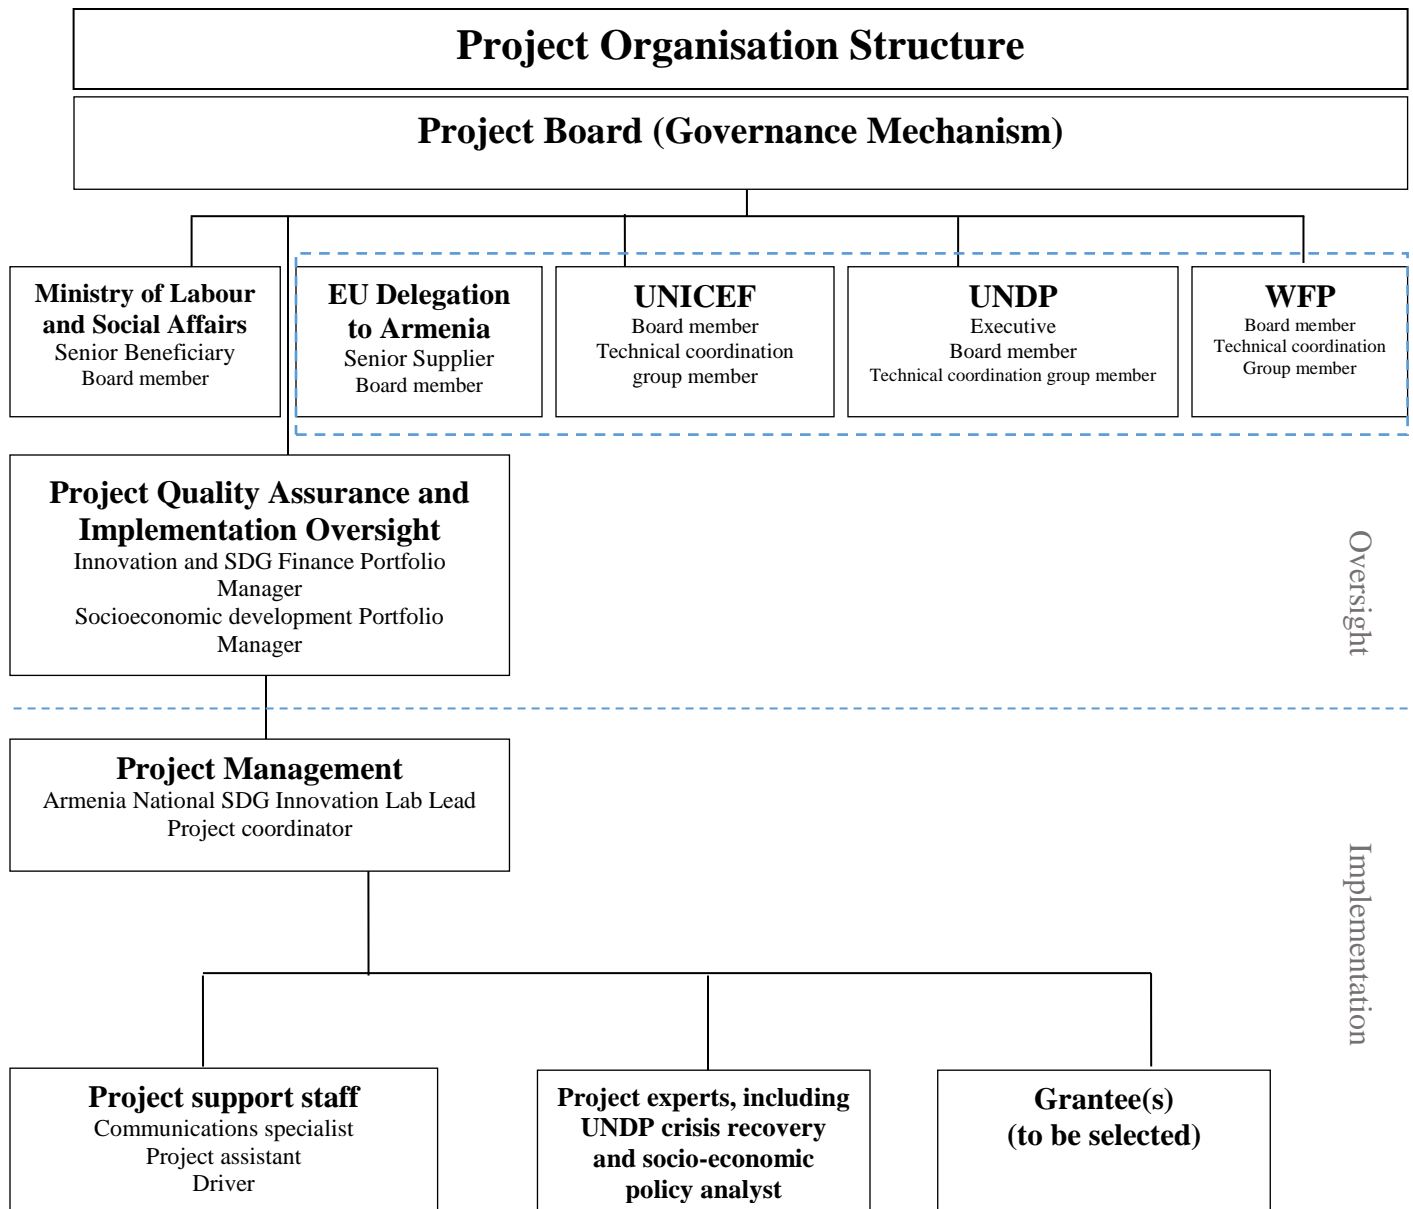 Project Organisation Structure
Project Board (Governance Mechanism)
Ministry of Labour
and Social Affairs
Senior Beneficiary
Board member
EU Delegation
to Armenia
Senior Supplier
Board member
UNICEF
Board member
Technical coordination
group member
UNDP
Executive
Board member
Technical coordination group member
WFP
Board member
Technical coordination
Group member
Project Quality Assurance and
Implementation Oversight
Innovation and SDG Finance Portfolio
Manager
Socioeconomic development Portfolio
Manager
Oversight
Project Management
Armenia National SDG Innovation Lab Lead
Project coordinator
Implementation
Project support staff
Communications specialist
Project assistant
Driver
Project experts, including
UNDP crisis recovery
and socio-economic
policy analyst
Grantee(s)
(to be selected)